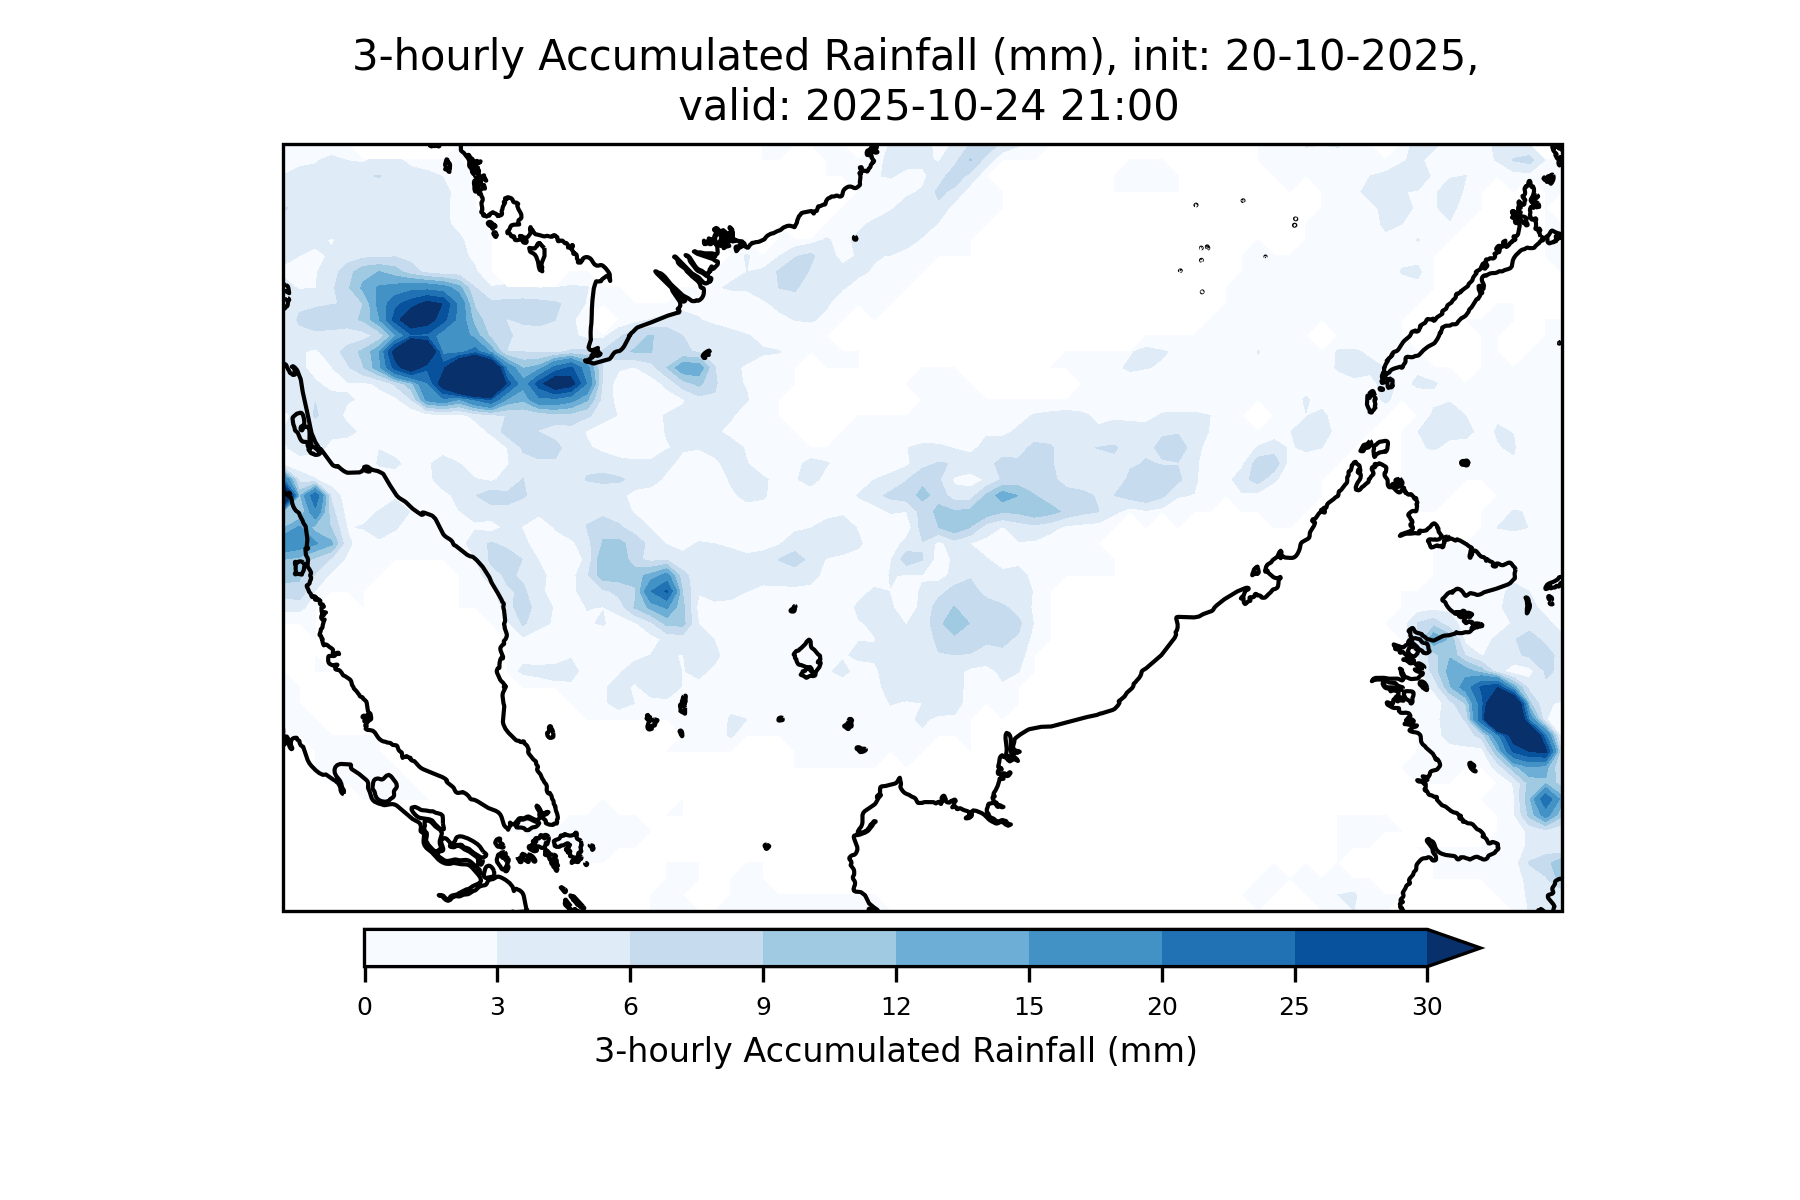 3-hourly Accumulated Rainfall (mm), init: 20-10-2025,
valid: 2025-10-24 21:00
0 3 6 9 12 15 20 25 30
3-hourly Accumulated Rainfall (mm)